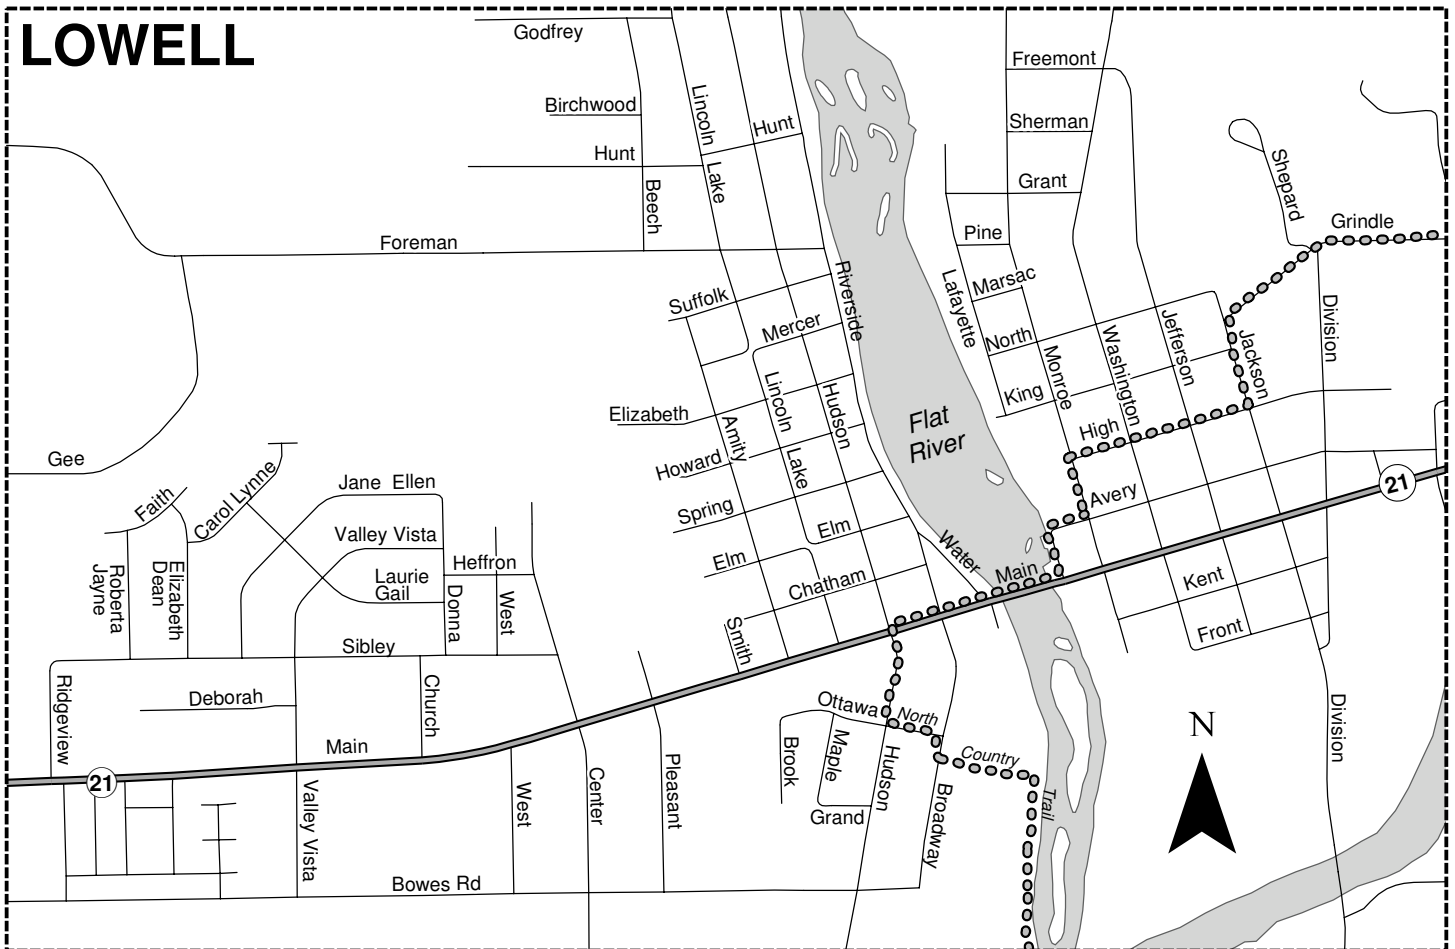 LOWELL
Godfrey
Birchwood
Hunt
Beech
Lincoln
Lake
Hunt
Foreman
Freemont
Sherman
Grant
Pine
Marsac
Lafayette
North
King
Monroe
Washington
Jefferson
Jackson
Shepard
Grindle
Division
Suffolk
Mercer
Riverside
Elizabeth
Amity
Lincoln
Lake
Hudson
Howard
Spring
Elm
Elm
Chatham
Smith
Flat
River
High
Avery
Water
Main
21
Kent
Front
Gee
Faith
Carol Lynne
Jane Ellen
Valley Vista
Heffron
Laurie
Gail
Donna
West
Roberta
Jayne
Elizabeth
Dean
Sibley
Ridgeview
Deborah
Church
Main
21
Valley Vista
West
Center
Pleasant
Bowes Rd
Ottawa
North
Brook
Maple
Grand
Hudson
Broadway
Country
Trail
N
Division